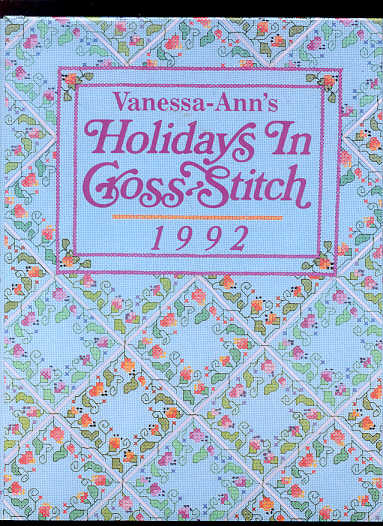 Vanessa-Ann's
Holidays In
Cross-Stitch
1992